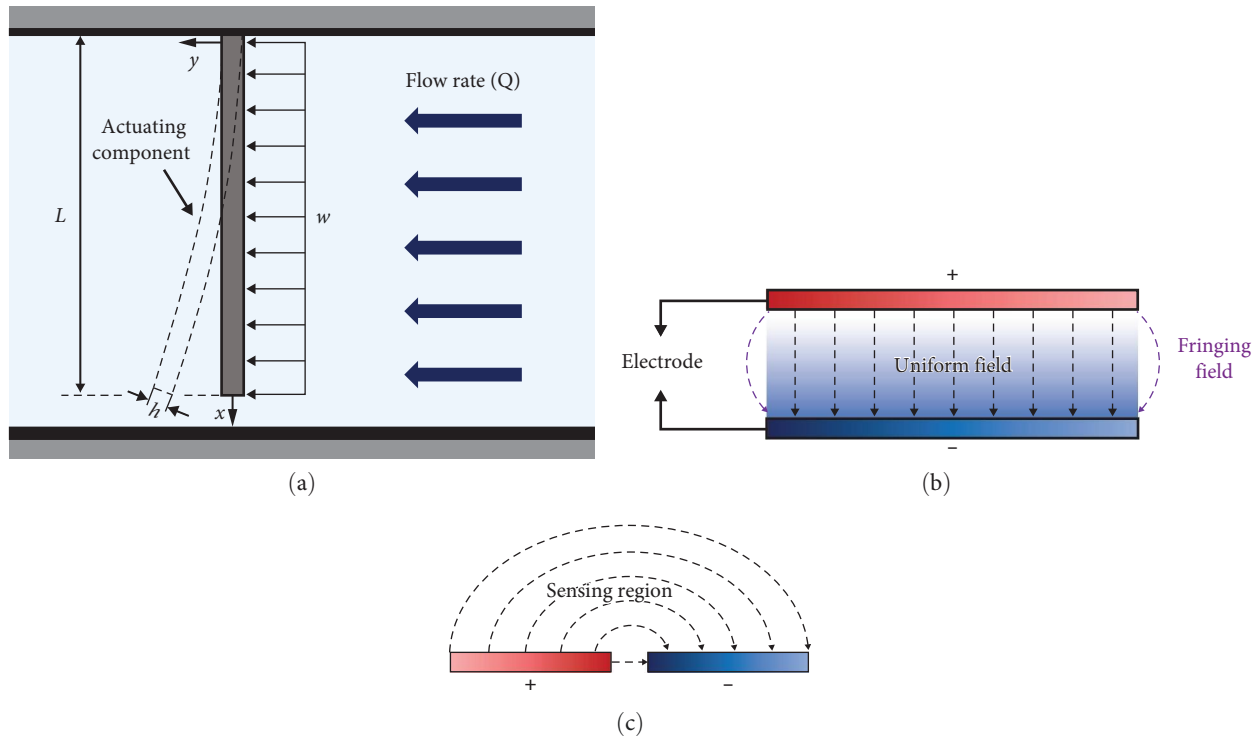 y
Flow rate (Q)
Actuating
component
L
w
h
x
(a)
+
Electrode
Uniform field
Fringing
field
−
(b)
Sensing region
+
−
(c)